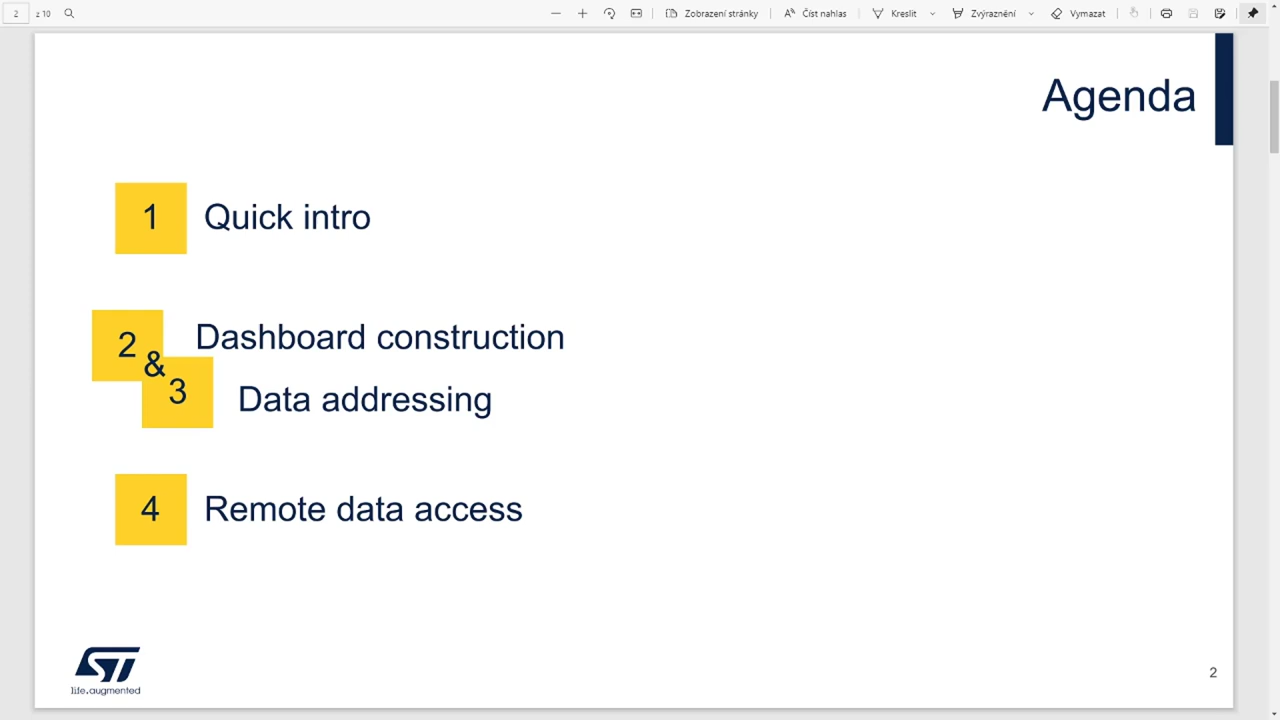 2 z 10 Zobrazení stránky Číst nahlas Kreslit Zvýraznění Vymazat
Agenda
1 Quick intro
2 Dashboard construction
&
3 Data addressing
4 Remote data access
ST
life.augmented
2